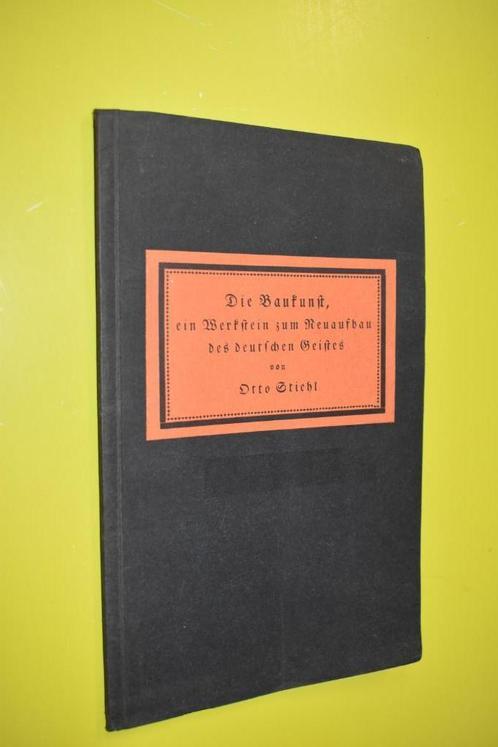 Die Baukunst,
ein Werkstein zum Neuaufbau
des deutschen Geistes
von
Otto Stiehl